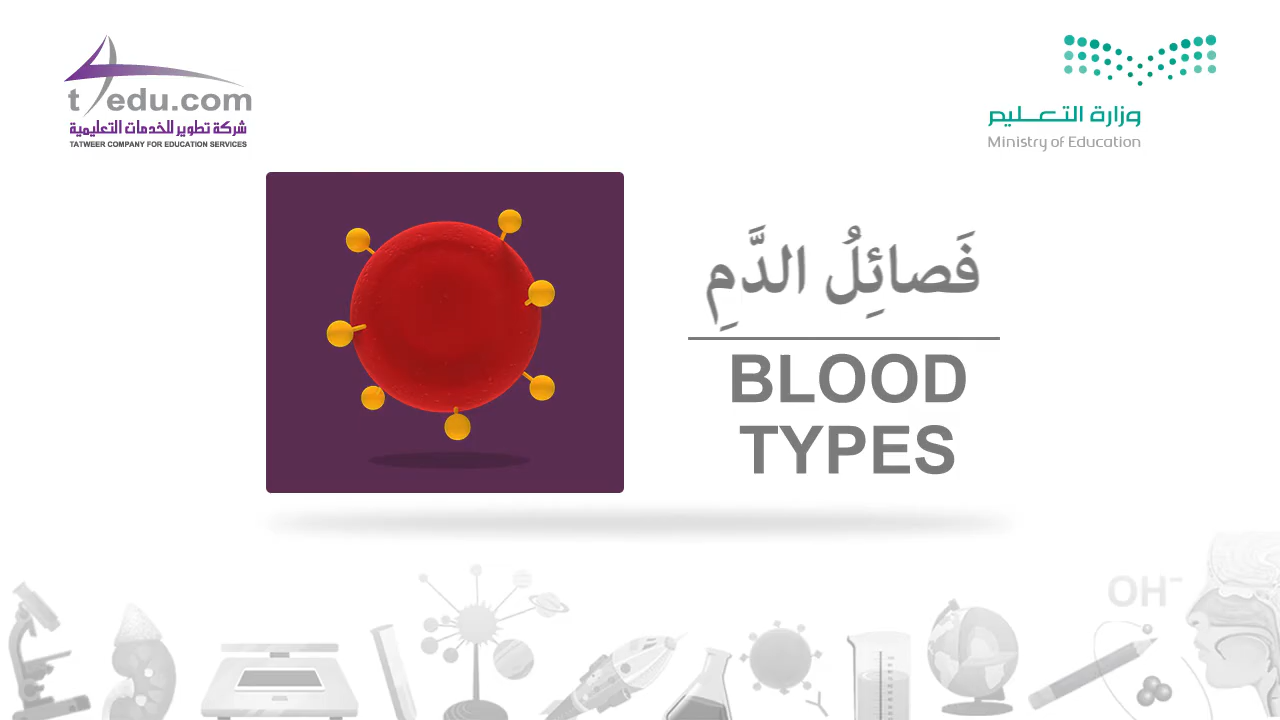 t4edu.com
شركة تطوير للخدمات التعليمية
TATWEER COMPANY FOR EDUCATION SERVICES
وزارة التعليم
Ministry of Education
فَصائِلُ الدَّمِ
BLOOD
TYPES
OH⁻